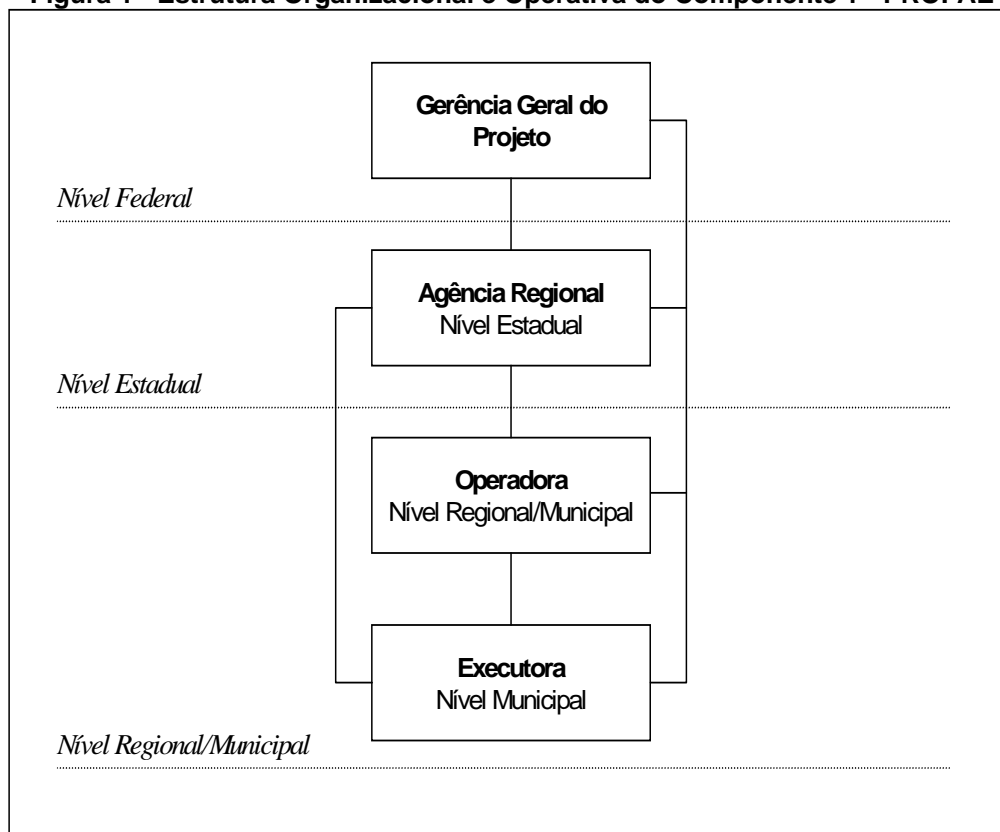 Gerência Geral do
Projeto
Nível Federal
Agência Regional
Nível Estadual
Nível Estadual
Operadora
Nível Regional/Municipal
Executora
Nível Municipal
Nível Regional/Municipal